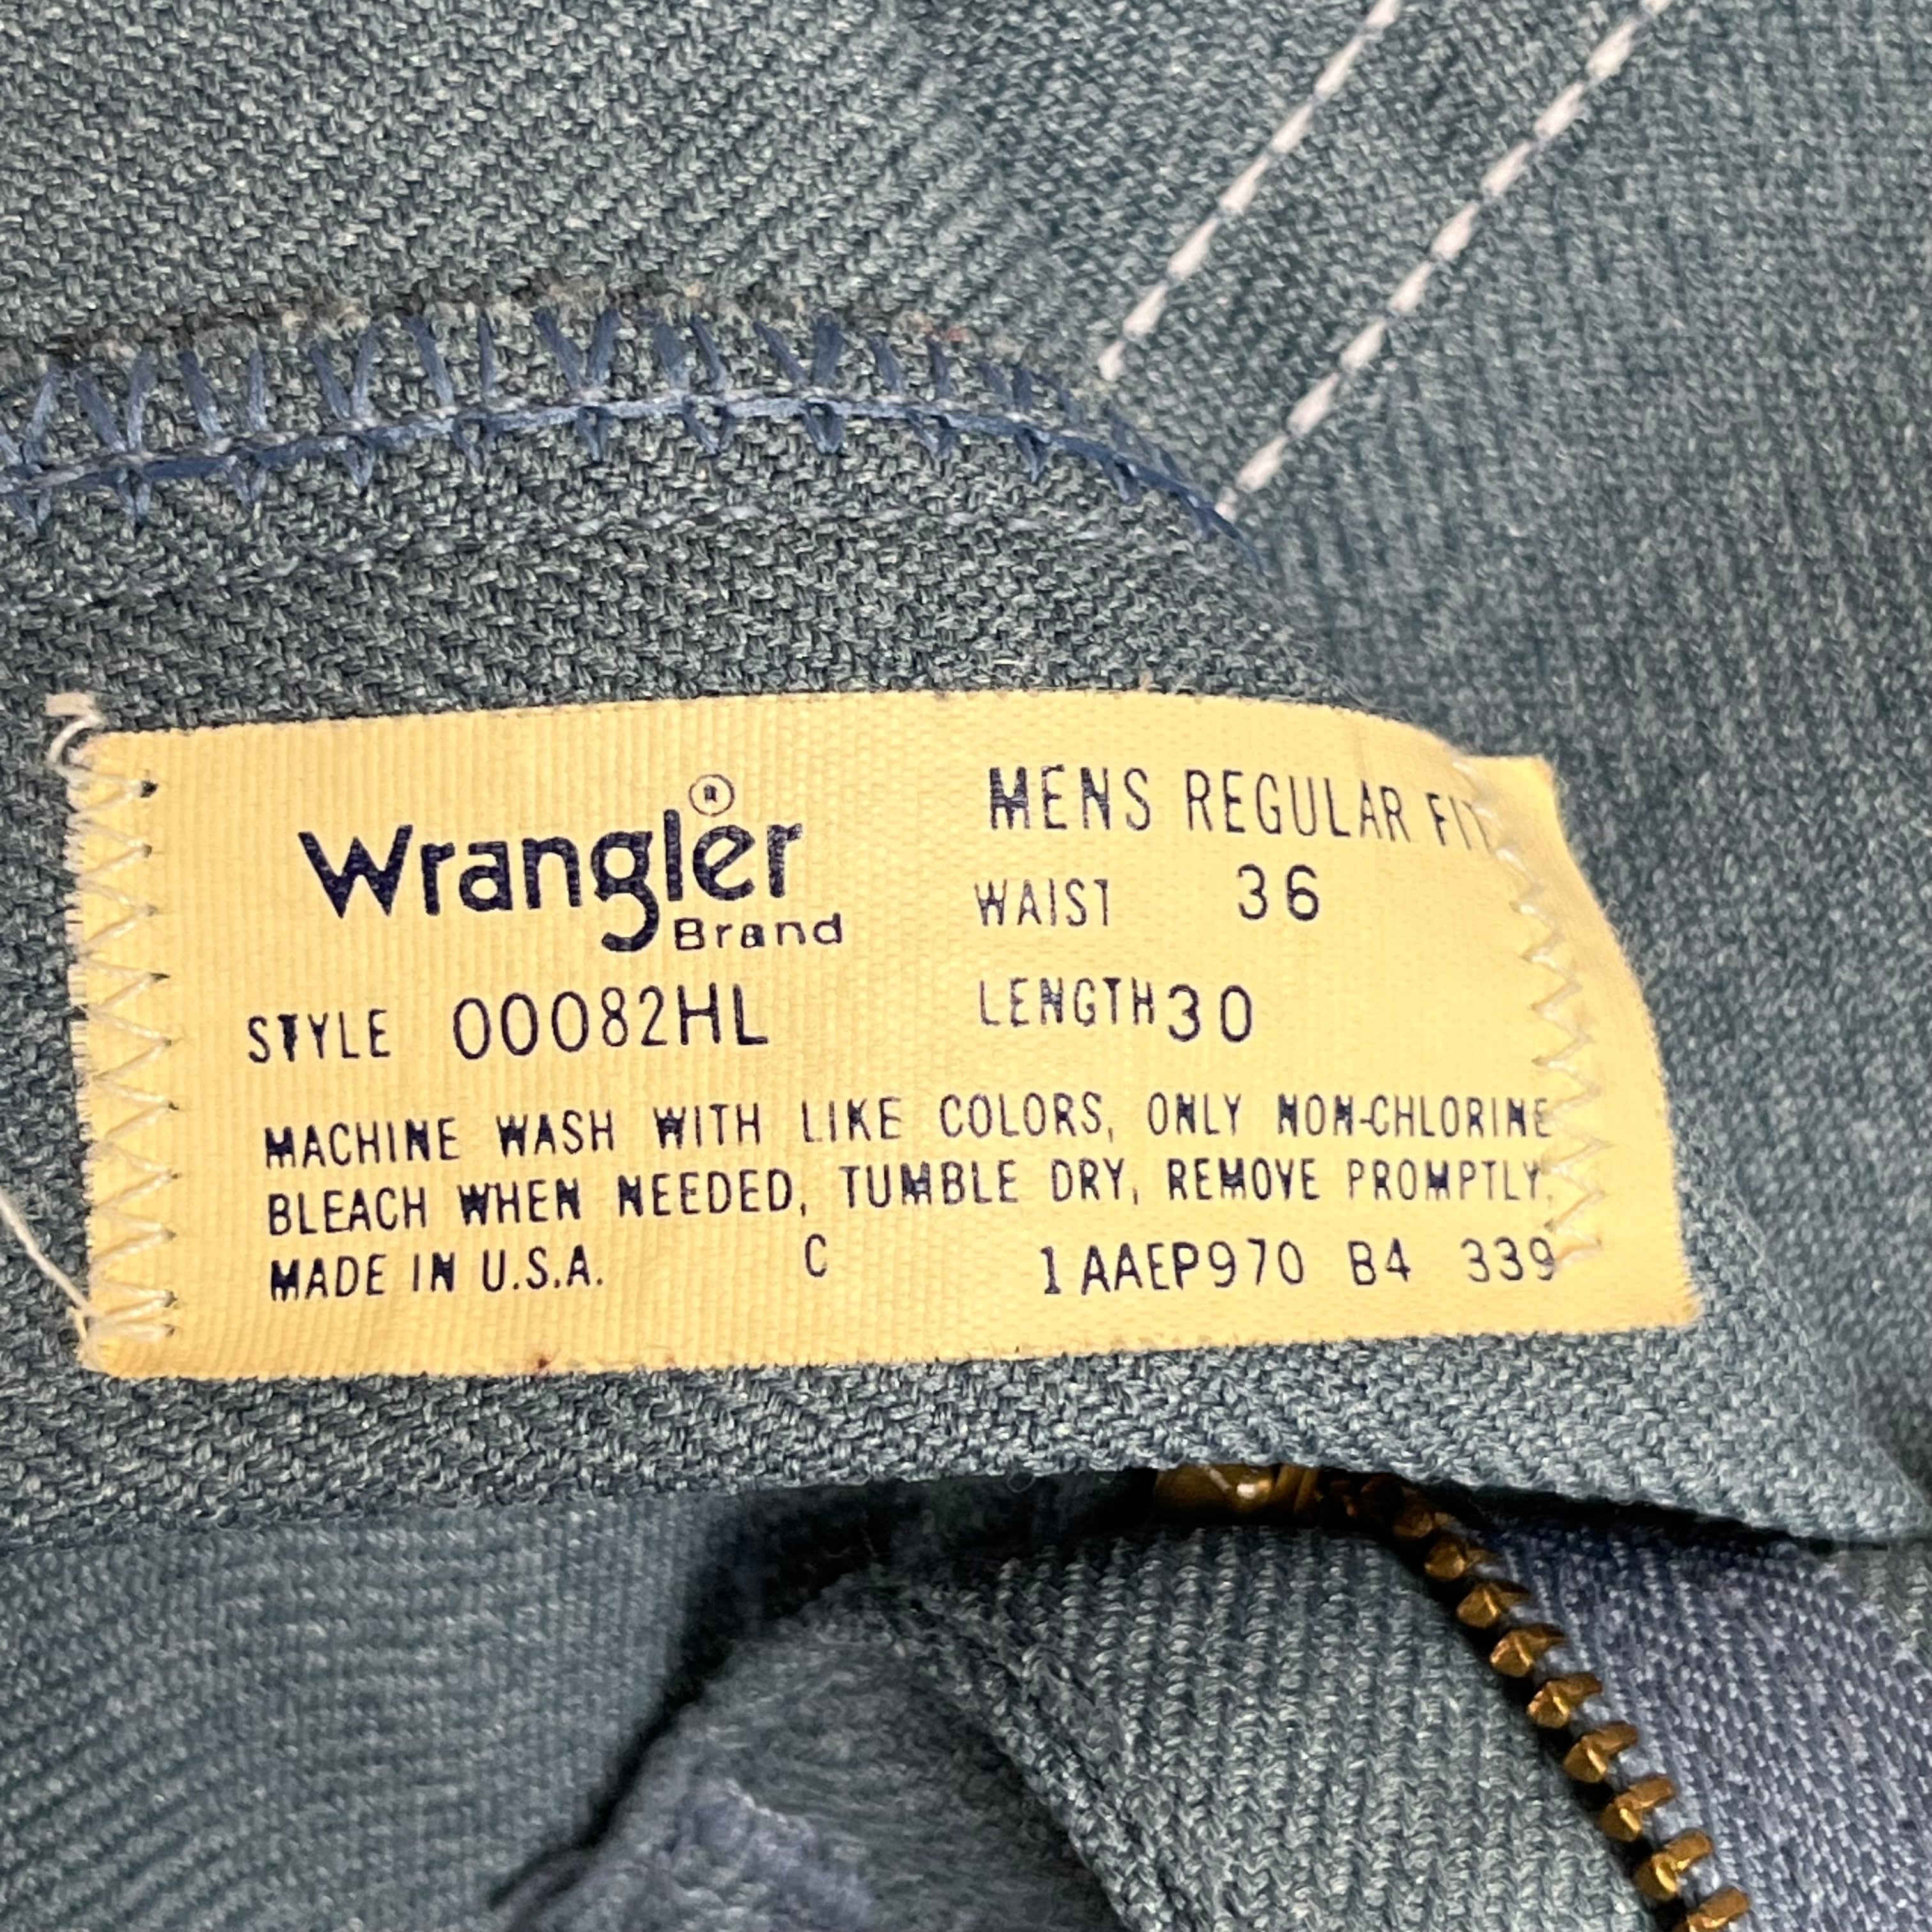 Wrangler®
Brand
MENS REGULAR FIT
WAIST 36
STYLE 00082HL
LENGTH 30
MACHINE WASH WITH LIKE COLORS, ONLY NON-CHLORINE
BLEACH WHEN NEEDED, TUMBLE DRY, REMOVE PROMPTLY.
MADE IN U.S.A. C 1AAEP970 B4 339